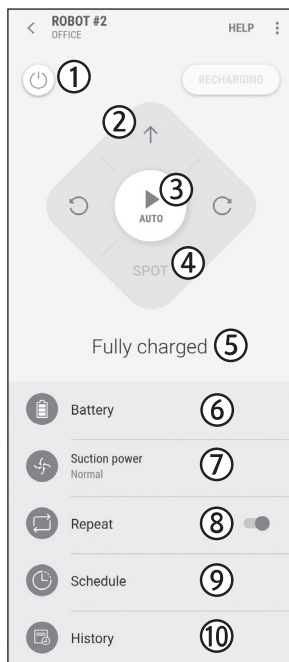 ROBOT #2
OFFICE
HELP
①
RECHARGING
②
③
AUTO
SPOT ④
Fully charged ⑤
Battery ⑥
Suction power
Normal
⑦
Repeat ⑧
Schedule ⑨
History ⑩